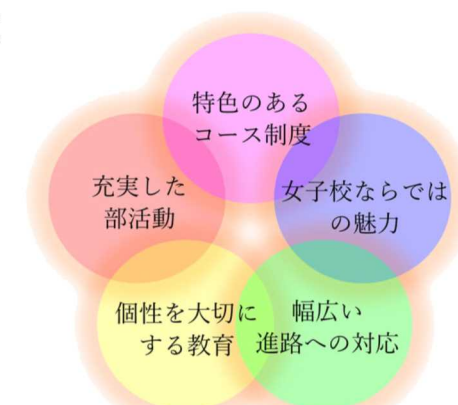 特色のある
コース制度
充実した
部活動
女子校ならでは
の魅力
個性を大切に
する教育
幅広い
進路への対応